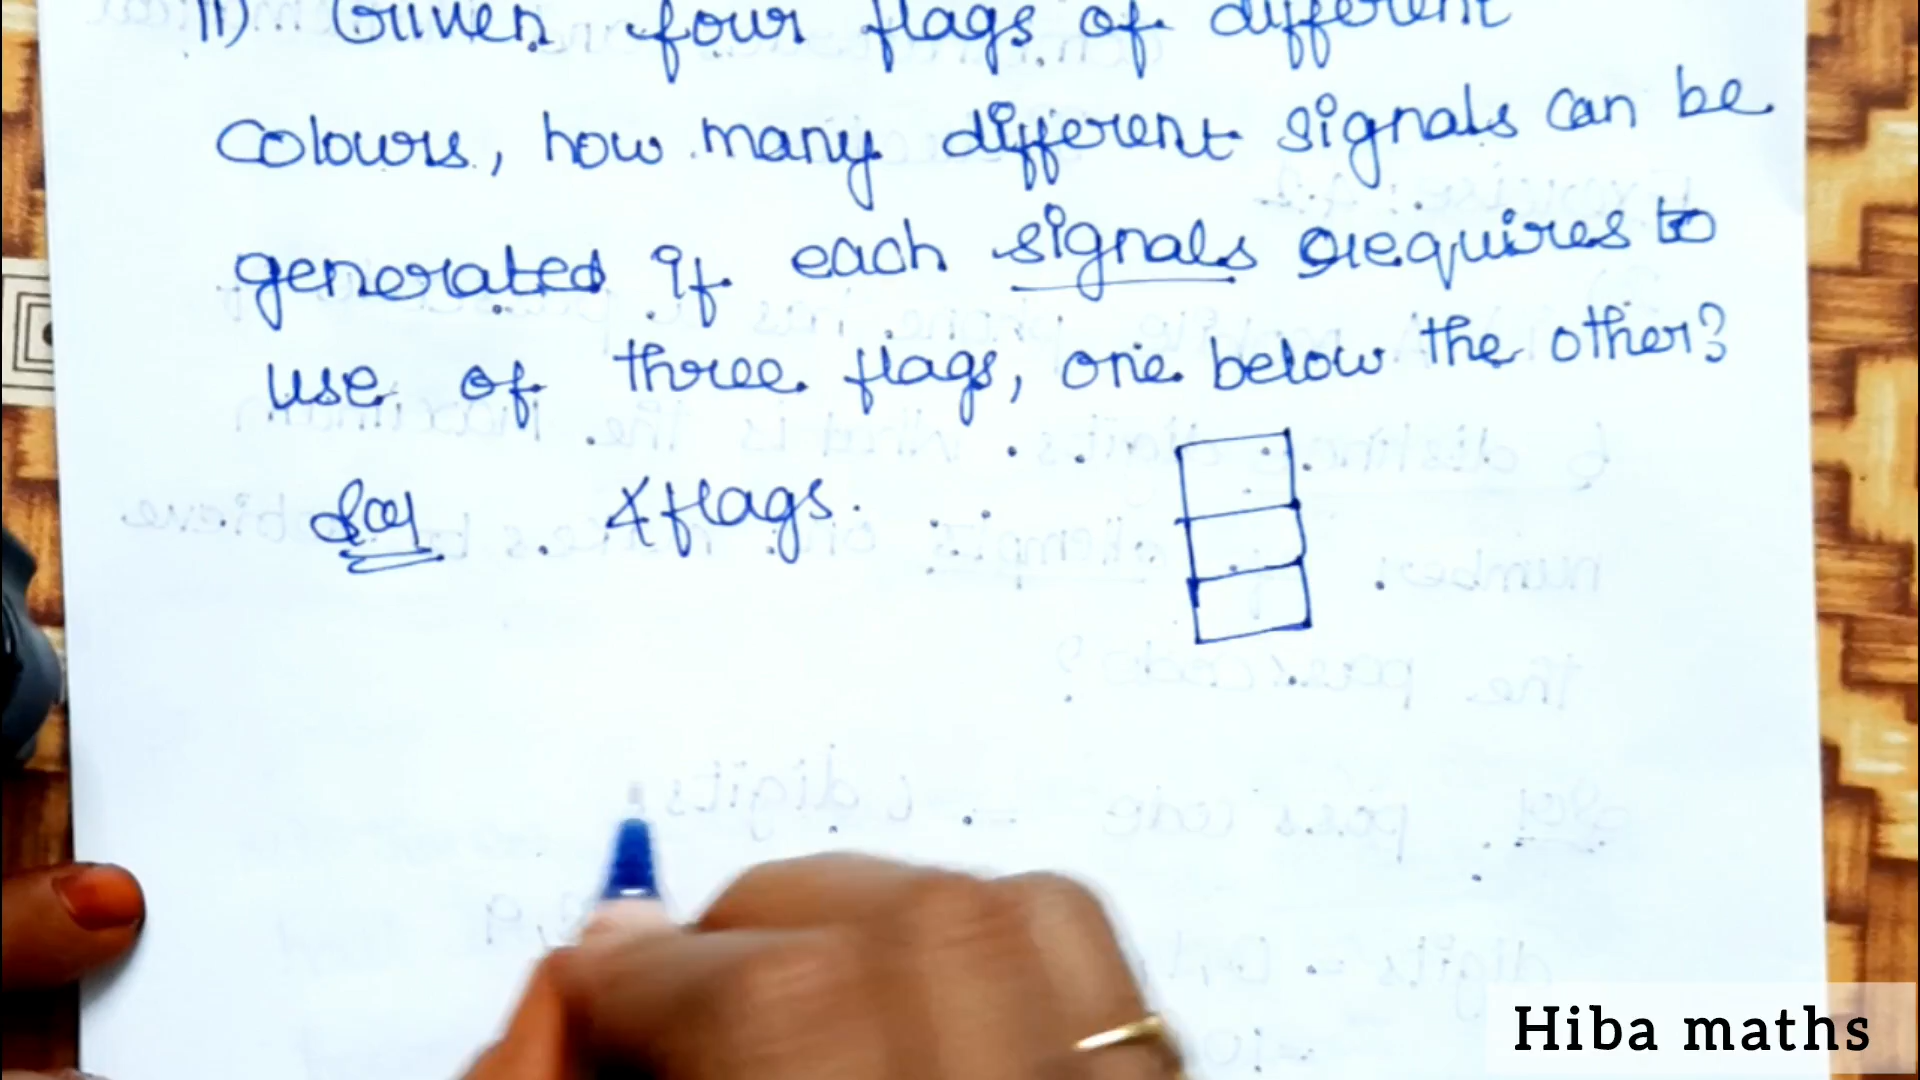 ii) Given four flags of different
Colours, how many different signals can be
generated if each signals requires to
use of three flags, one below the other?
Sol 4 flags.
Hiba maths